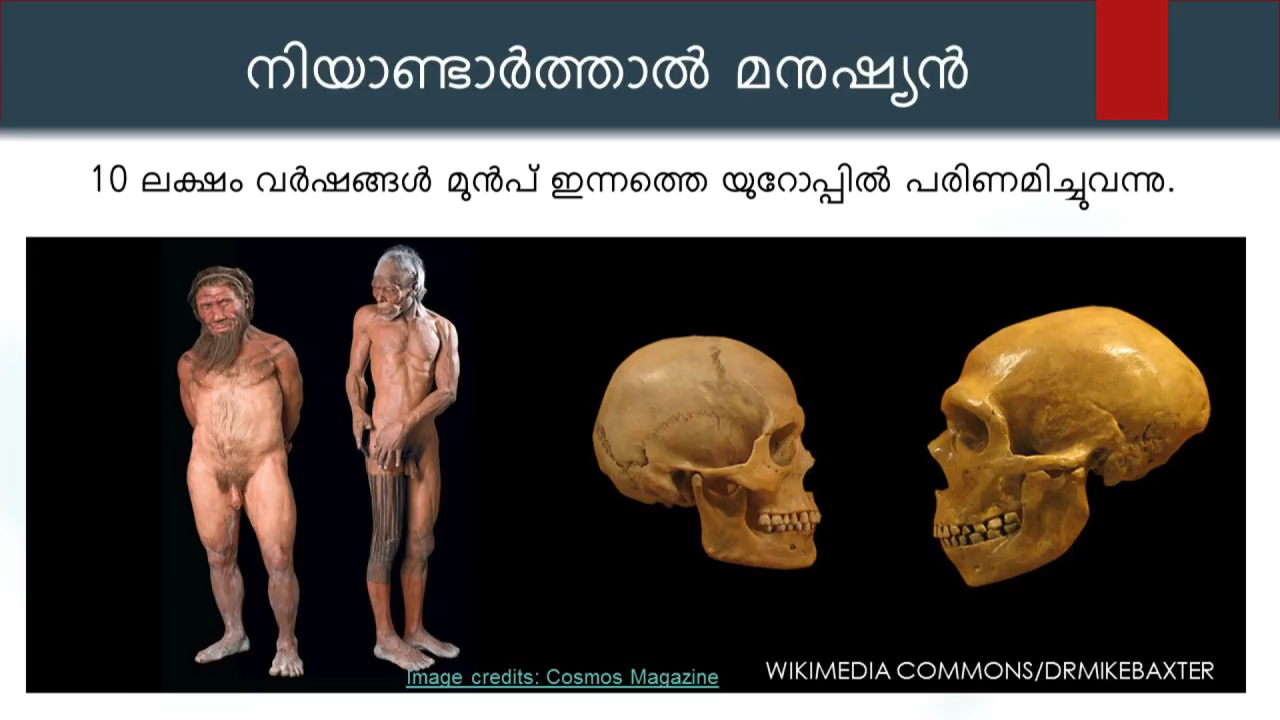 നിയാണ്ടാർത്താൽ മനുഷ്യൻ
10 ലക്ഷം വർഷങ്ങൾ മുൻപ് ഇന്നത്തെ യുറോപ്പിൽ പരിണമിച്ചുവന്നു.
Image credits: Cosmos Magazine
WIKIMEDIA COMMONS/DRMIKEBAXTER